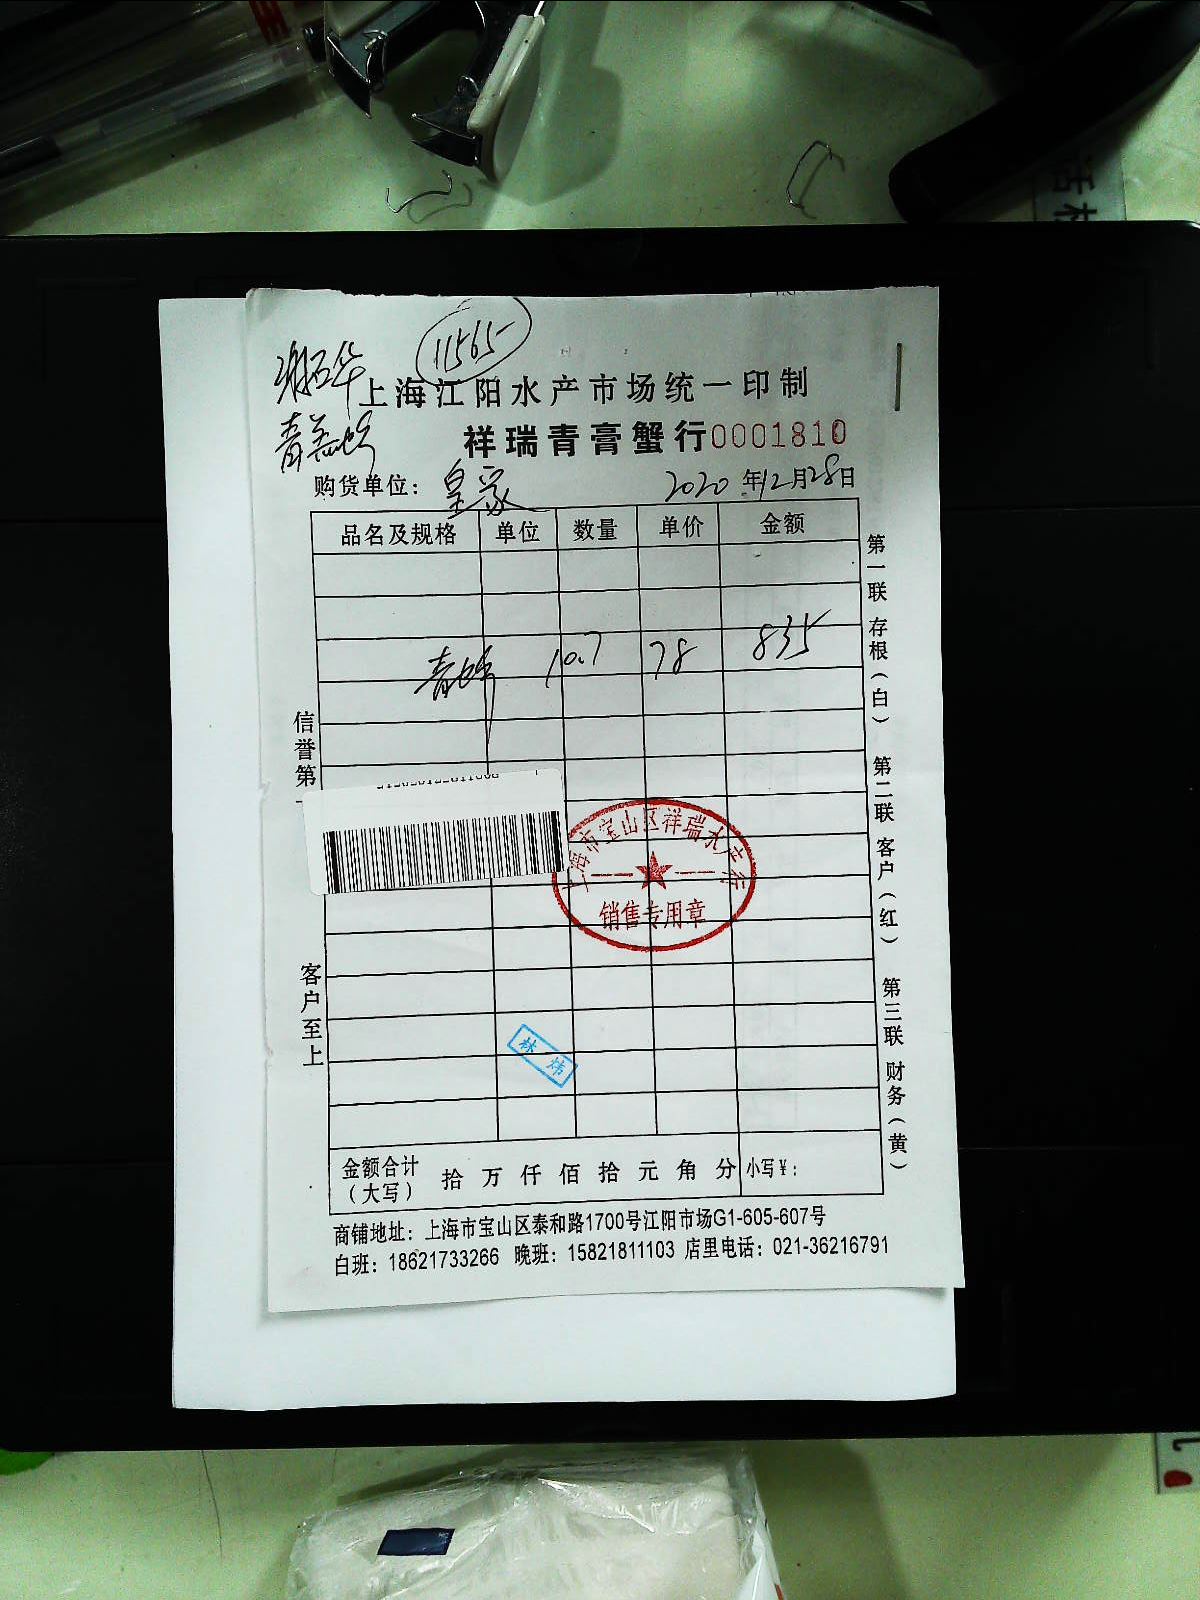 11565-
上海江阳水产市场统一印制
祥瑞青膏蟹行0001810
购货单位：皇家 2020年12月28日
品名及规格 单位 数量 单价 金额
青蟹 10.7 78 835
信誉第
客户至上
第一联 存根（白） 第二联 客户（红） 第三联 财务（黄）
上海市宝山区祥瑞水产行
销售专用章
林炜
金额合计（大写） 拾 万 仟 佰 拾 元 角 分 小写¥：
商铺地址：上海市宝山区泰和路1700号江阳市场G1-605-607号
白班：18621733266 晚班：15821811103 店里电话：021-36216791